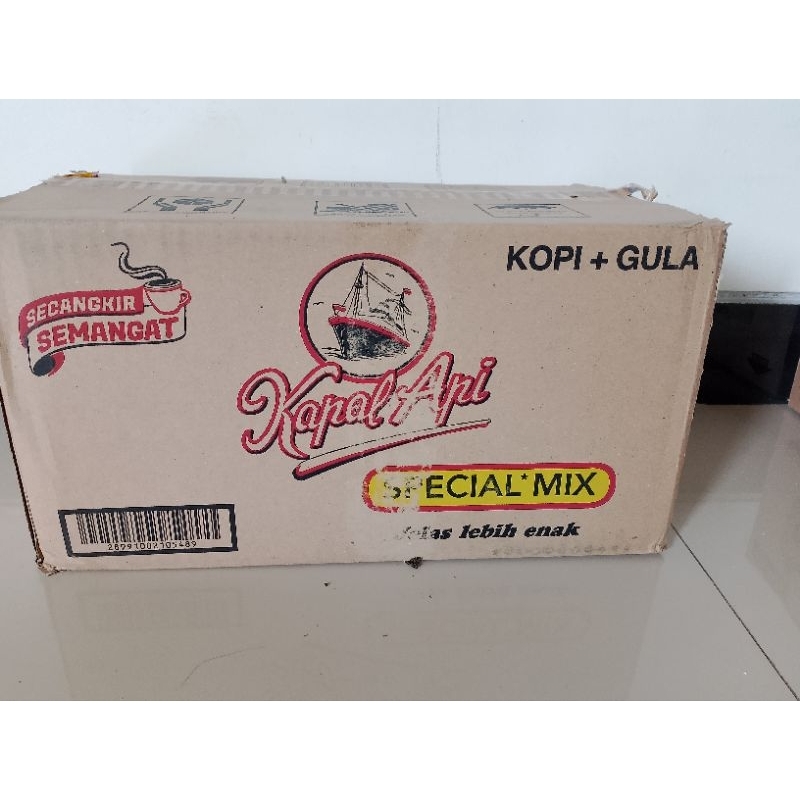 KOPI + GULA
SECANGKIR
SEMANGAT
Kapal Api
SPECIAL* MIX
Jelas lebih enak